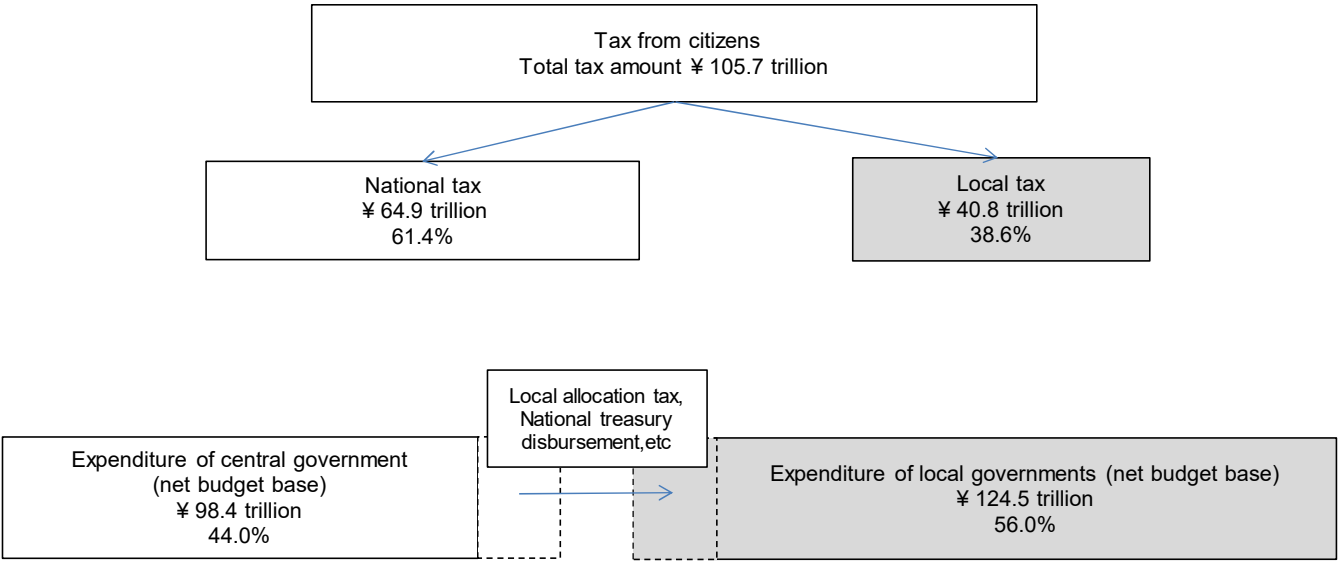 Tax from citizens
Total tax amount ¥ 105.7 trillion
National tax
¥ 64.9 trillion
61.4%
Local tax
¥ 40.8 trillion
38.6%
Local allocation tax,
National treasury
disbursement,etc
Expenditure of central government
(net budget base)
¥ 98.4 trillion
44.0%
Expenditure of local governments (net budget base)
¥ 124.5 trillion
56.0%